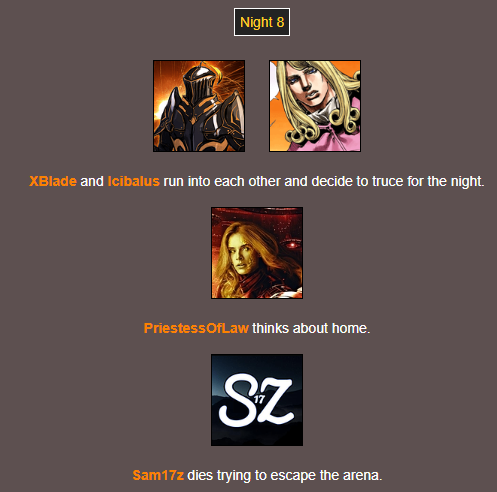 Night 8
XBlade and Icibalus run into each other and decide to truce for the night.
PriestessOfLaw thinks about home.
SZ
17
Sam17z dies trying to escape the arena.